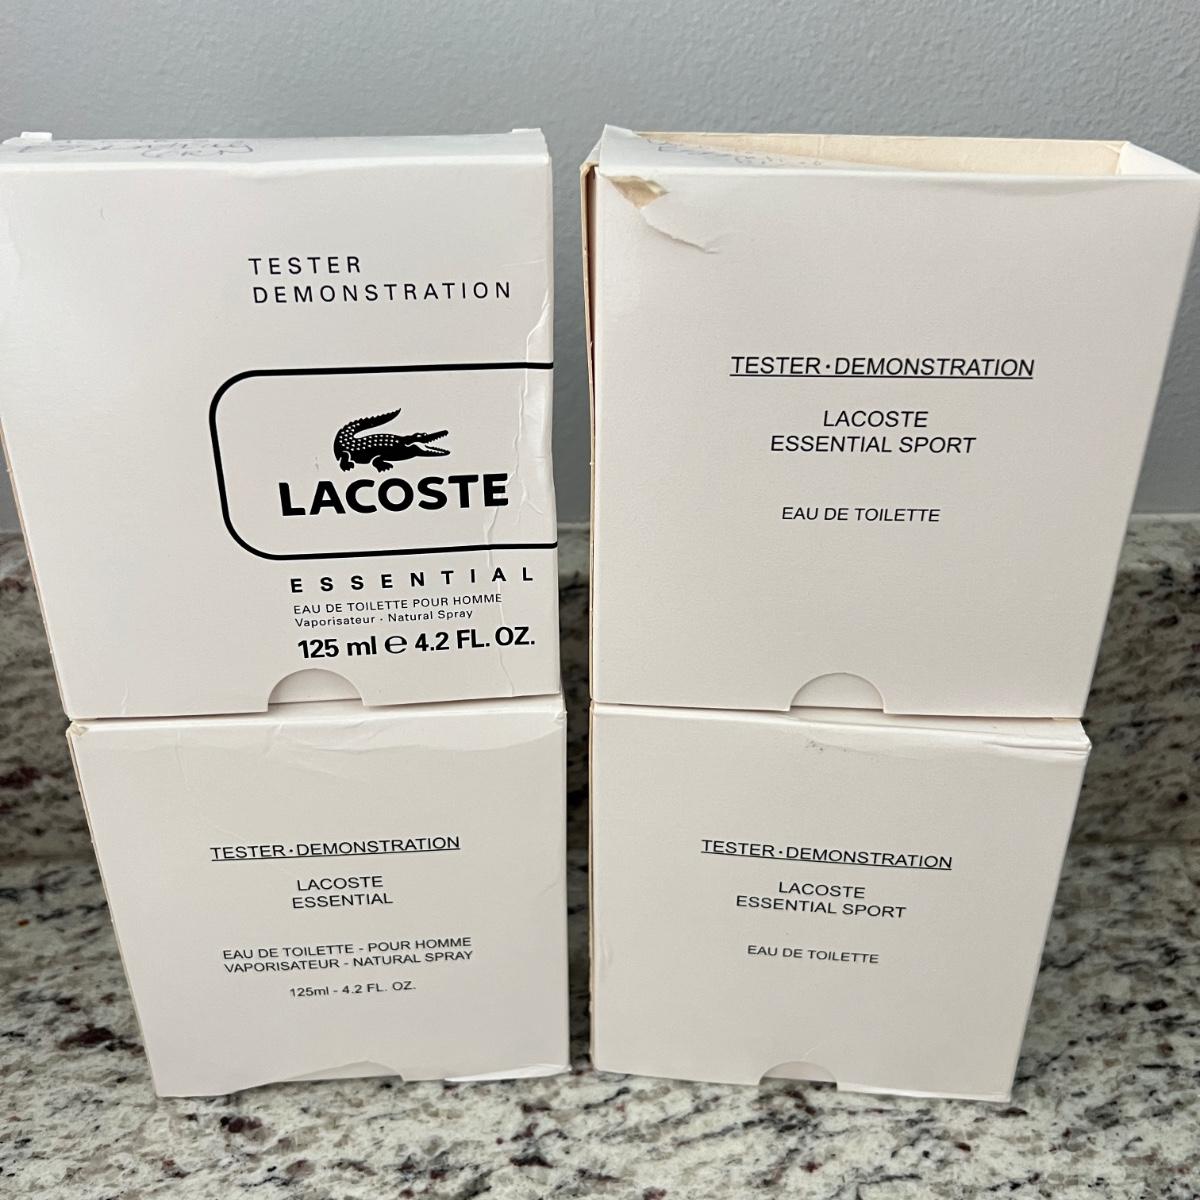 TESTER
DEMONSTRATION
LACOSTE
ESSENTIAL
EAU DE TOILETTE POUR HOMME
Vaporisateur · Natural Spray
125 ml ℮ 4.2 FL. OZ.
TESTER·DEMONSTRATION
LACOSTE
ESSENTIAL SPORT
EAU DE TOILETTE
TESTER·DEMONSTRATION
LACOSTE
ESSENTIAL
EAU DE TOILETTE - POUR HOMME
VAPORISATEUR - NATURAL SPRAY
125ml - 4.2 FL. OZ.
TESTER·DEMONSTRATION
LACOSTE
ESSENTIAL SPORT
EAU DE TOILETTE